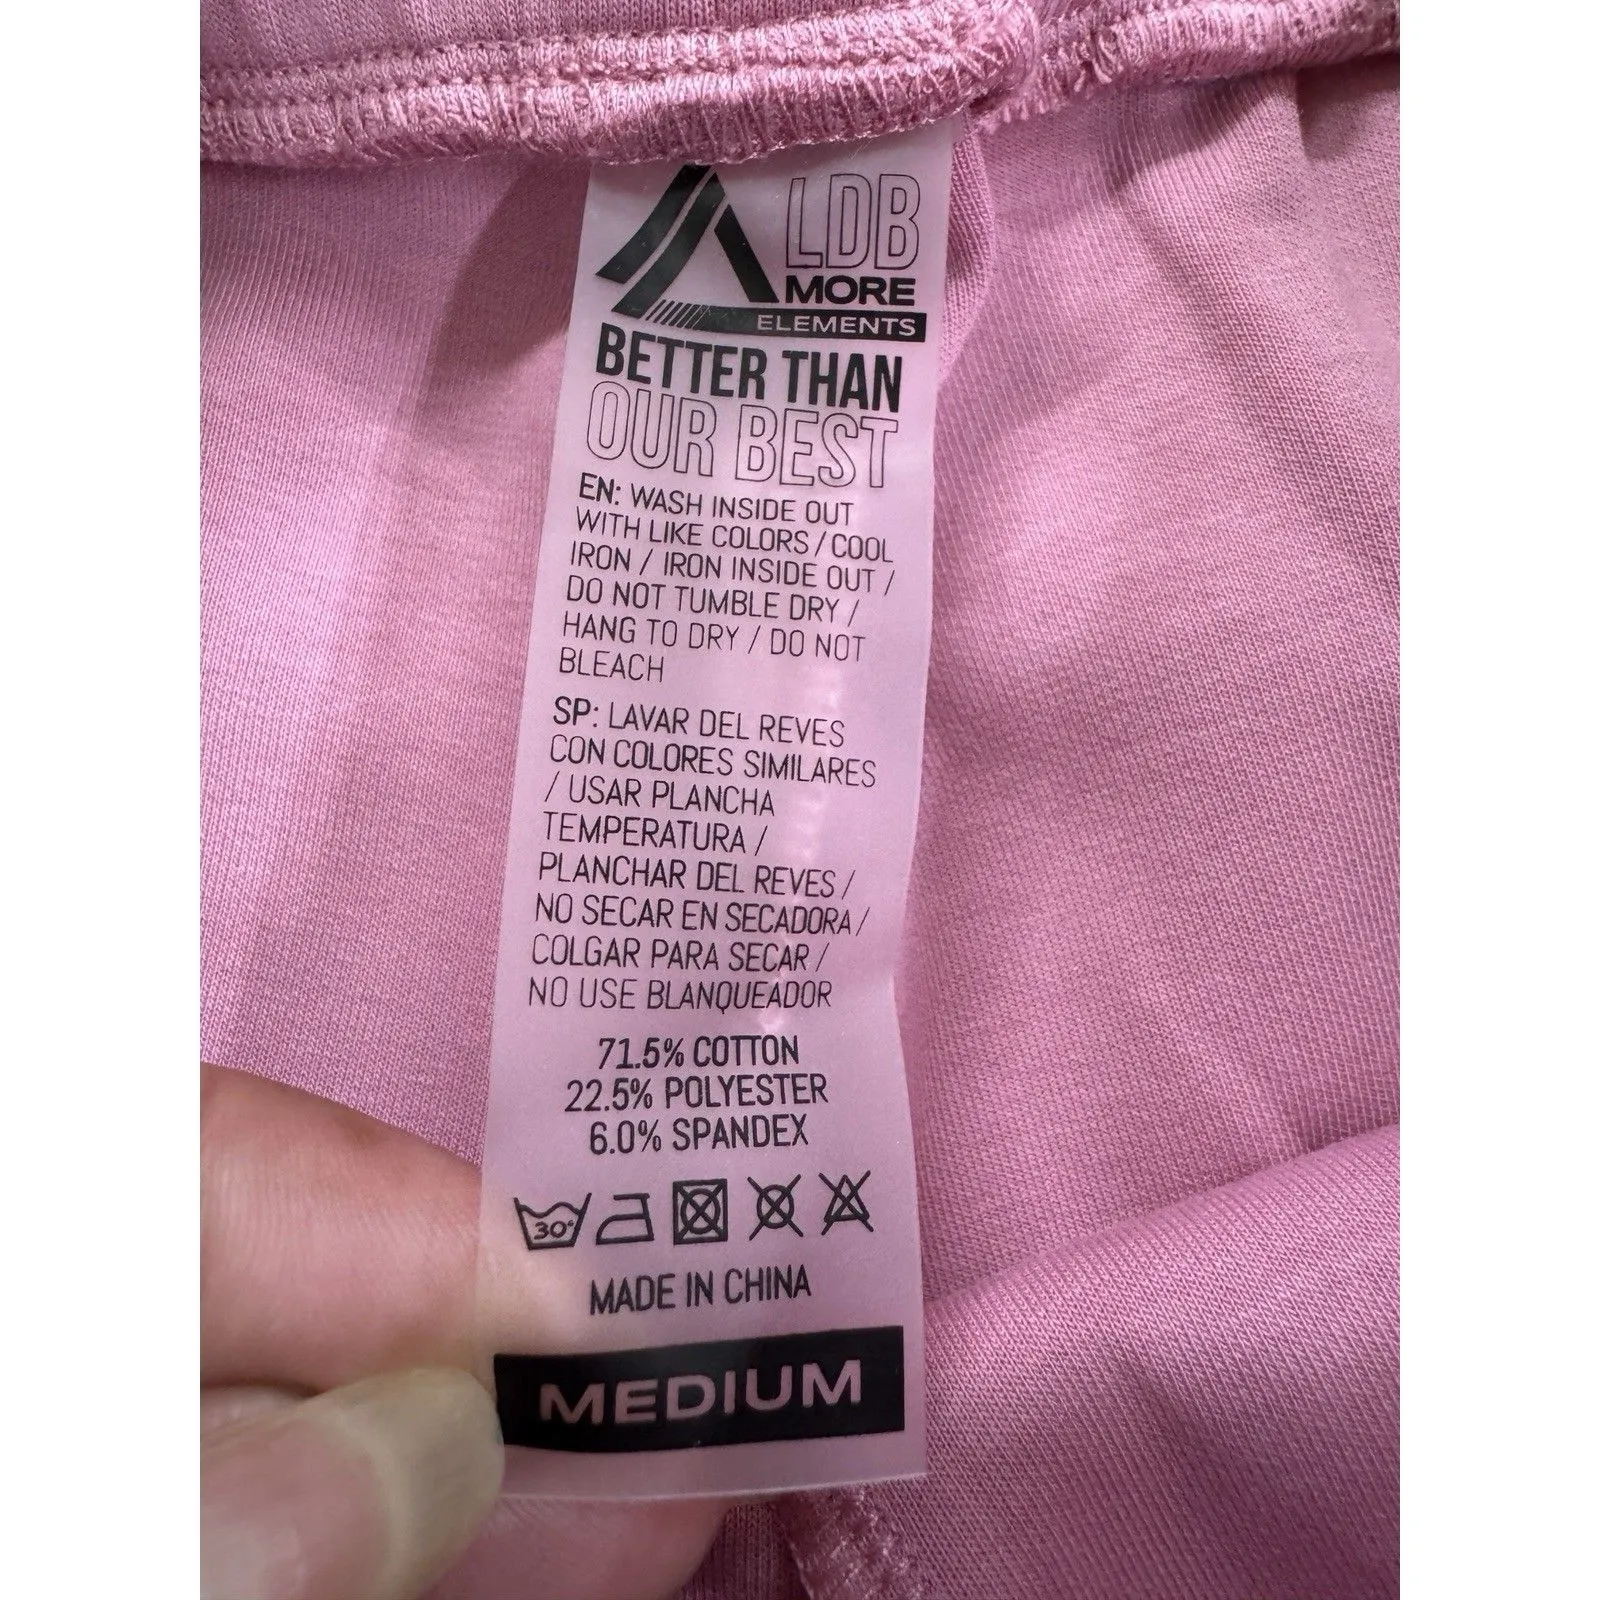 LDB
MORE
ELEMENTS
BETTER THAN
OUR BEST
EN: WASH INSIDE OUT
WITH LIKE COLORS / COOL
IRON / IRON INSIDE OUT /
DO NOT TUMBLE DRY /
HANG TO DRY / DO NOT
BLEACH
SP: LAVAR DEL REVES
CON COLORES SIMILARES
/ USAR PLANCHA
TEMPERATURA /
PLANCHAR DEL REVES /
NO SECAR EN SECADORA /
COLGAR PARA SECAR /
NO USE BLANQUEADOR
71.5% COTTON
22.5% POLYESTER
6.0% SPANDEX
30°
MADE IN CHINA
MEDIUM